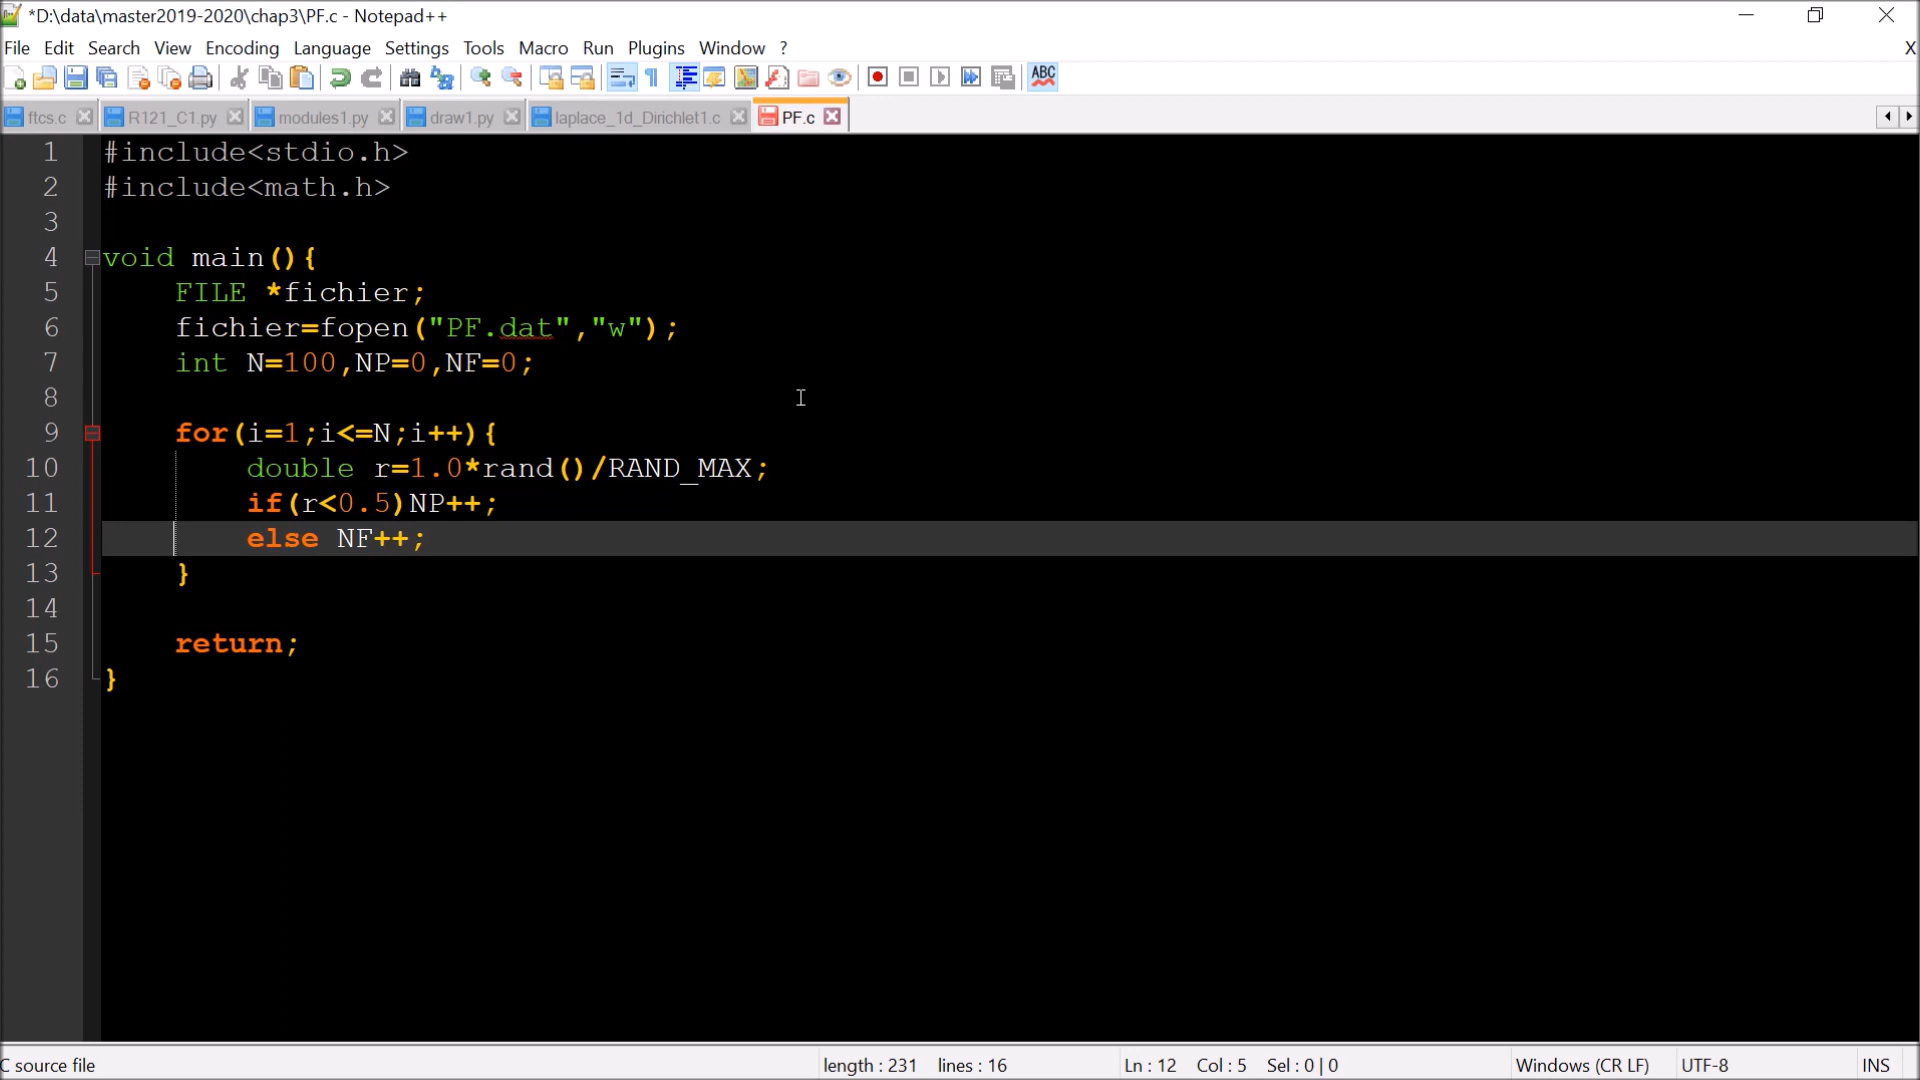 *D:\data\master2019-2020\chap3\PF.c - Notepad++
File Edit Search View Encoding Language Settings Tools Macro Run Plugins Window ? X
ABC
ftcs.c R121_C1.py modules1.py draw1.py laplace_1d_Dirichlet1.c PF.c
1 #include<stdio.h>
2 #include<math.h>
3
4 void main(){
5 FILE *fichier;
6 fichier=fopen("PF.dat","w");
7 int N=100,NP=0,NF=0;
8
9 for(i=1;i<=N;i++){
10 double r=1.0*rand()/RAND_MAX;
11 if(r<0.5)NP++;
12 else NF++;
13 }
14
15 return;
16 }
C source file length : 231 lines : 16 Ln : 12 Col : 5 Sel : 0 | 0 Windows (CR LF) UTF-8 INS